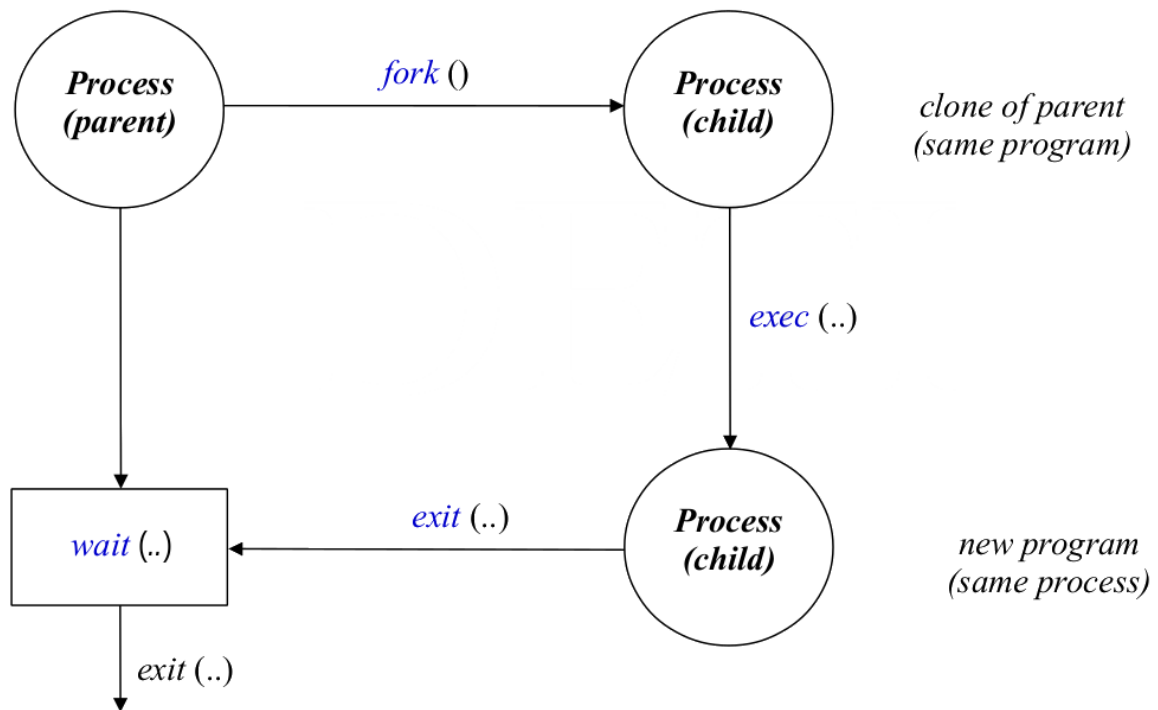 Process
(parent)
fork ()
Process
(child)
clone of parent
(same program)
exec (..)
wait (..)
exit (..)
Process
(child)
new program
(same process)
exit (..)